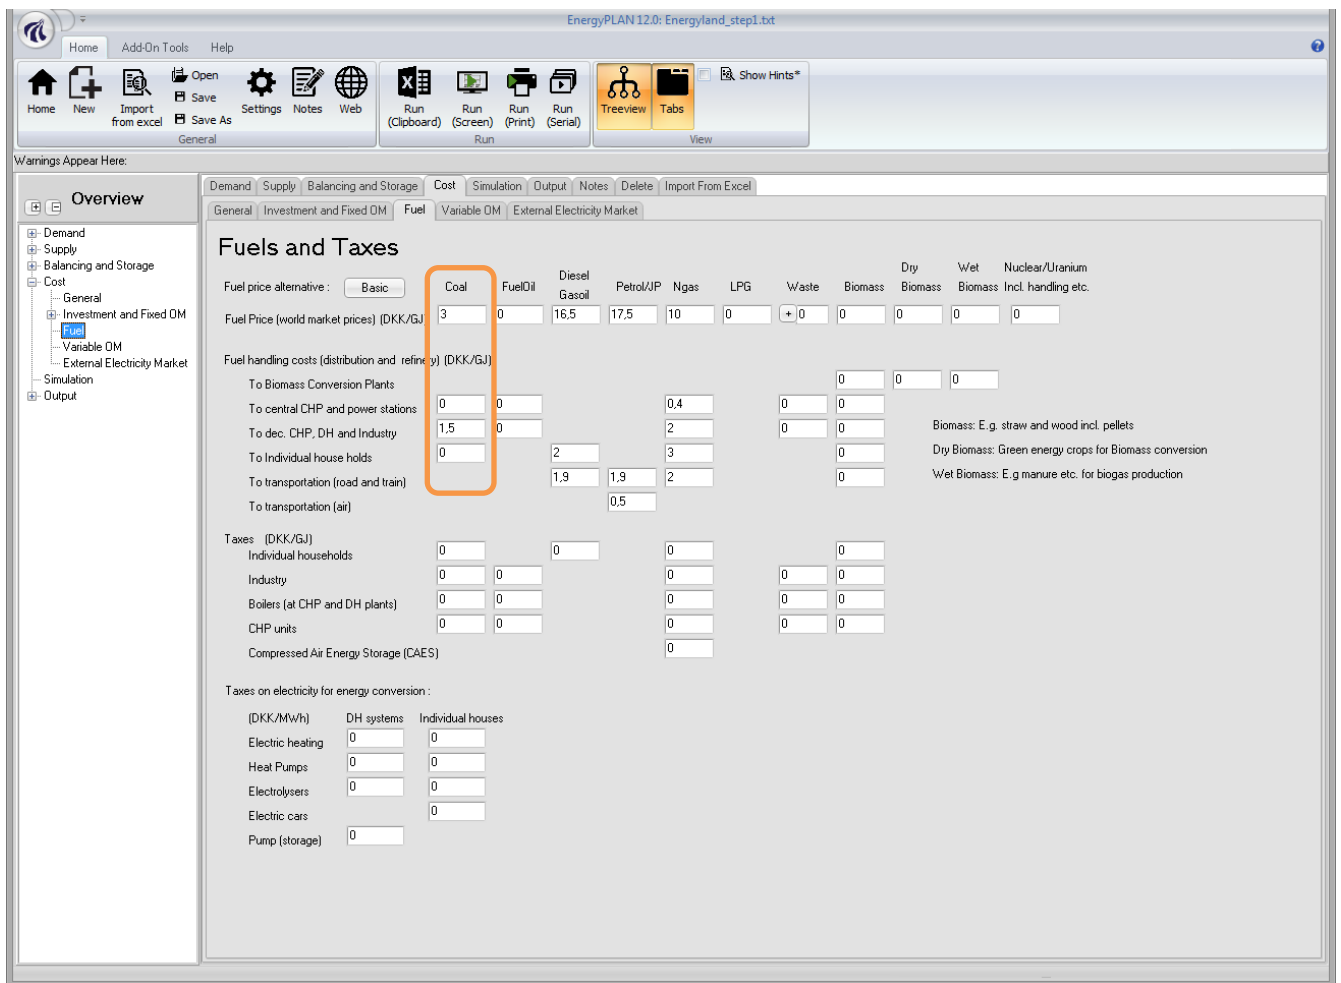 EnergyPLAN 12.0: Energyland_step1.txt
Home Add-On Tools Help
Home New Import from excel Open Save Save As Settings Notes Web Run (Clipboard) Run (Screen) Run (Print) Run (Serial) Treeview Tabs Show Hints*
General Run View
Warnings Appear Here:
Overview
Demand
Supply
Balancing and Storage
Cost
General
Investment and Fixed OM
Fuel
Variable OM
External Electricity Market
Simulation
Output
Demand Supply Balancing and Storage Cost Simulation Output Notes Delete Import From Excel
General Investment and Fixed OM Fuel Variable OM External Electricity Market
Fuels and Taxes
Fuel price alternative : Basic Coal FuelOil Diesel Gasoil Petrol/JP Ngas LPG Waste Biomass Dry Biomass Wet Biomass Nuclear/Uranium Incl. handling etc.
Fuel Price (world market prices) (DKK/GJ) 3 0 16,5 17,5 10 0 + 0 0 0 0 0
Fuel handling costs (distribution and refinery) (DKK/GJ)
To Biomass Conversion Plants 0 0 0
To central CHP and power stations 0 0 0,4 0 0
To dec. CHP, DH and Industry 1,5 0 2 0 0
To Individual house holds 0 2 3 0
To transportation (road and train) 1,9 1,9 2 0
To transportation (air) 0,5
Biomass: E.g. straw and wood incl. pellets
Dry Biomass: Green energy crops for Biomass conversion
Wet Biomass: E.g manure etc. for biogas production
Taxes (DKK/GJ)
Individual households 0 0 0 0
Industry 0 0 0 0 0
Boilers (at CHP and DH plants) 0 0 0 0 0
CHP units 0 0 0 0 0
Compressed Air Energy Storage (CAES) 0
Taxes on electricity for energy conversion :
(DKK/MWh) DH systems Individual houses
Electric heating 0 0
Heat Pumps 0 0
Electrolysers 0 0
Electric cars 0
Pump (storage) 0